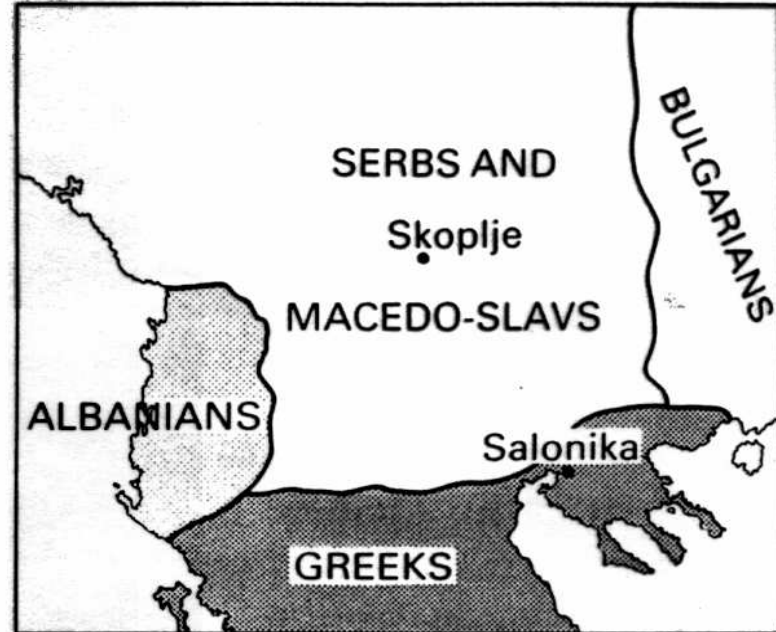 SERBS AND
Skoplje
MACEDO-SLAVS
BULGARIANS
ALBANIANS
Salonika
GREEKS